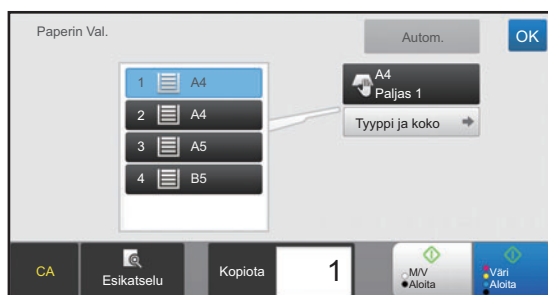 Paperin Val.
Autom.
OK
1 A4
2 A4
3 A5
4 B5
A4
Paljas 1
Tyyppi ja koko
CA
Esikatselu
Kopiota
1
M/V
Aloita
Väri
Aloita